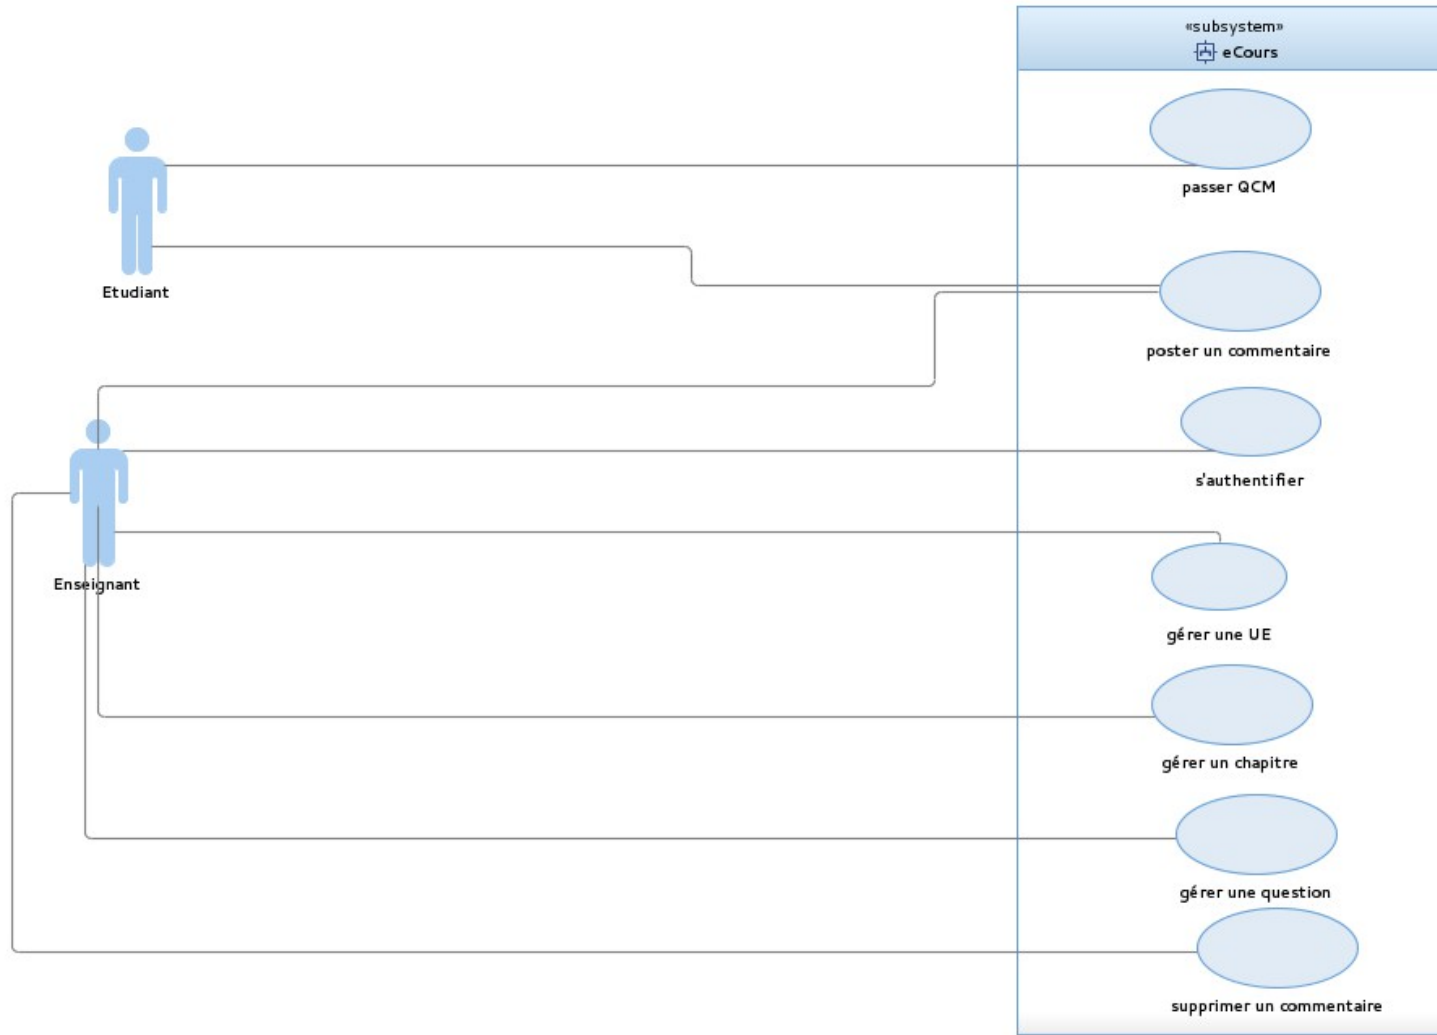 «subsystem»
eCours
passer QCM
Etudiant
poster un commentaire
s'authentifier
Enseignant
gérer une UE
gérer un chapitre
gérer une question
supprimer un commentaire